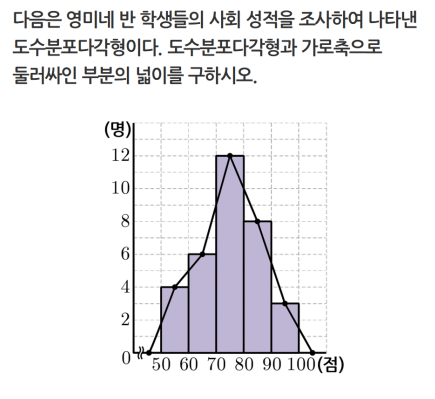 다음은 영미네 반 학생들의 사회 성적을 조사하여 나타낸
도수분포다각형이다. 도수분포다각형과 가로축으로
둘러싸인 부분의 넓이를 구하시오.
(명)
12
10
8
6
4
2
0 50 60 70 80 90 100(점)